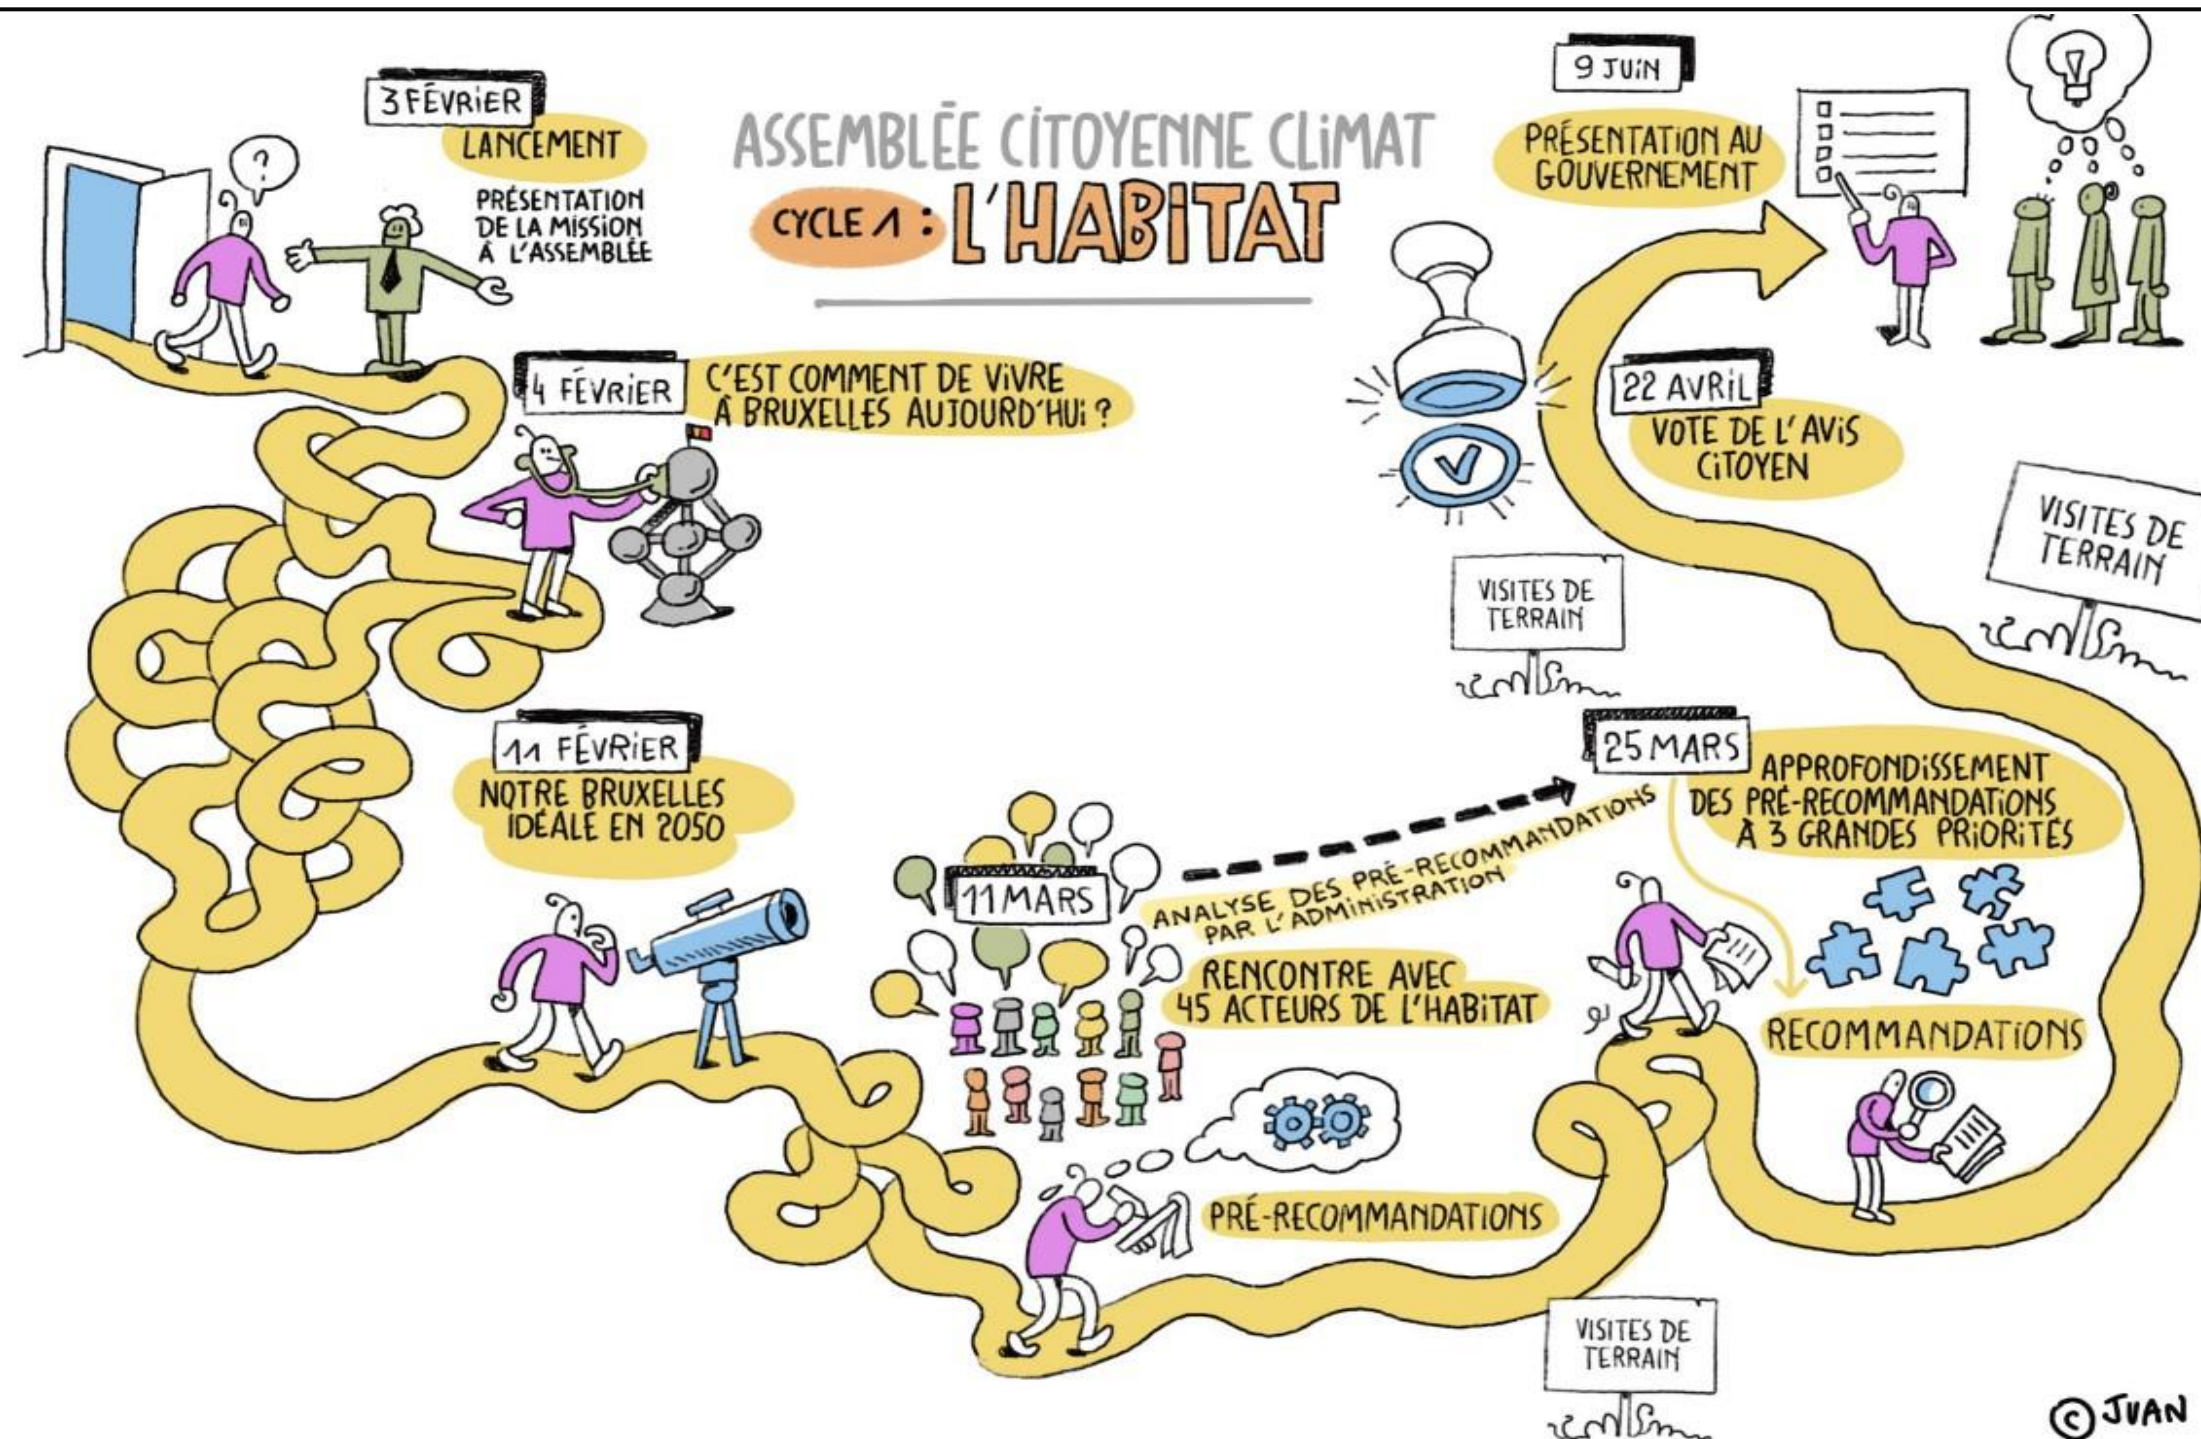 ASSEMBLÉE CITOYENNE CLIMAT
CYCLE 1 : L'HABITAT
3 FÉVRIER
LANCEMENT
PRÉSENTATION
DE LA MISSION
À L'ASSEMBLÉE
?
4 FÉVRIER
C'EST COMMENT DE VIVRE
À BRUXELLES AUJOURD'HUI ?
11 FÉVRIER
NOTRE BRUXELLES
IDÉALE EN 2050
11 MARS
ANALYSE DES PRÉ-RECOMMANDATIONS
PAR L'ADMINISTRATION
RENCONTRE AVEC
45 ACTEURS DE L'HABITAT
PRÉ-RECOMMANDATIONS
VISITES DE
TERRAIN
25 MARS
APPROFONDISSEMENT
DES PRÉ-RECOMMANDATIONS
À 3 GRANDES PRIORITÉS
RECOMMANDATIONS
VISITES DE
TERRAIN
VISITES DE
TERRAIN
22 AVRIL
VOTE DE L'AVIS
CITOYEN
9 JUIN
PRÉSENTATION AU
GOUVERNEMENT
© JUAN